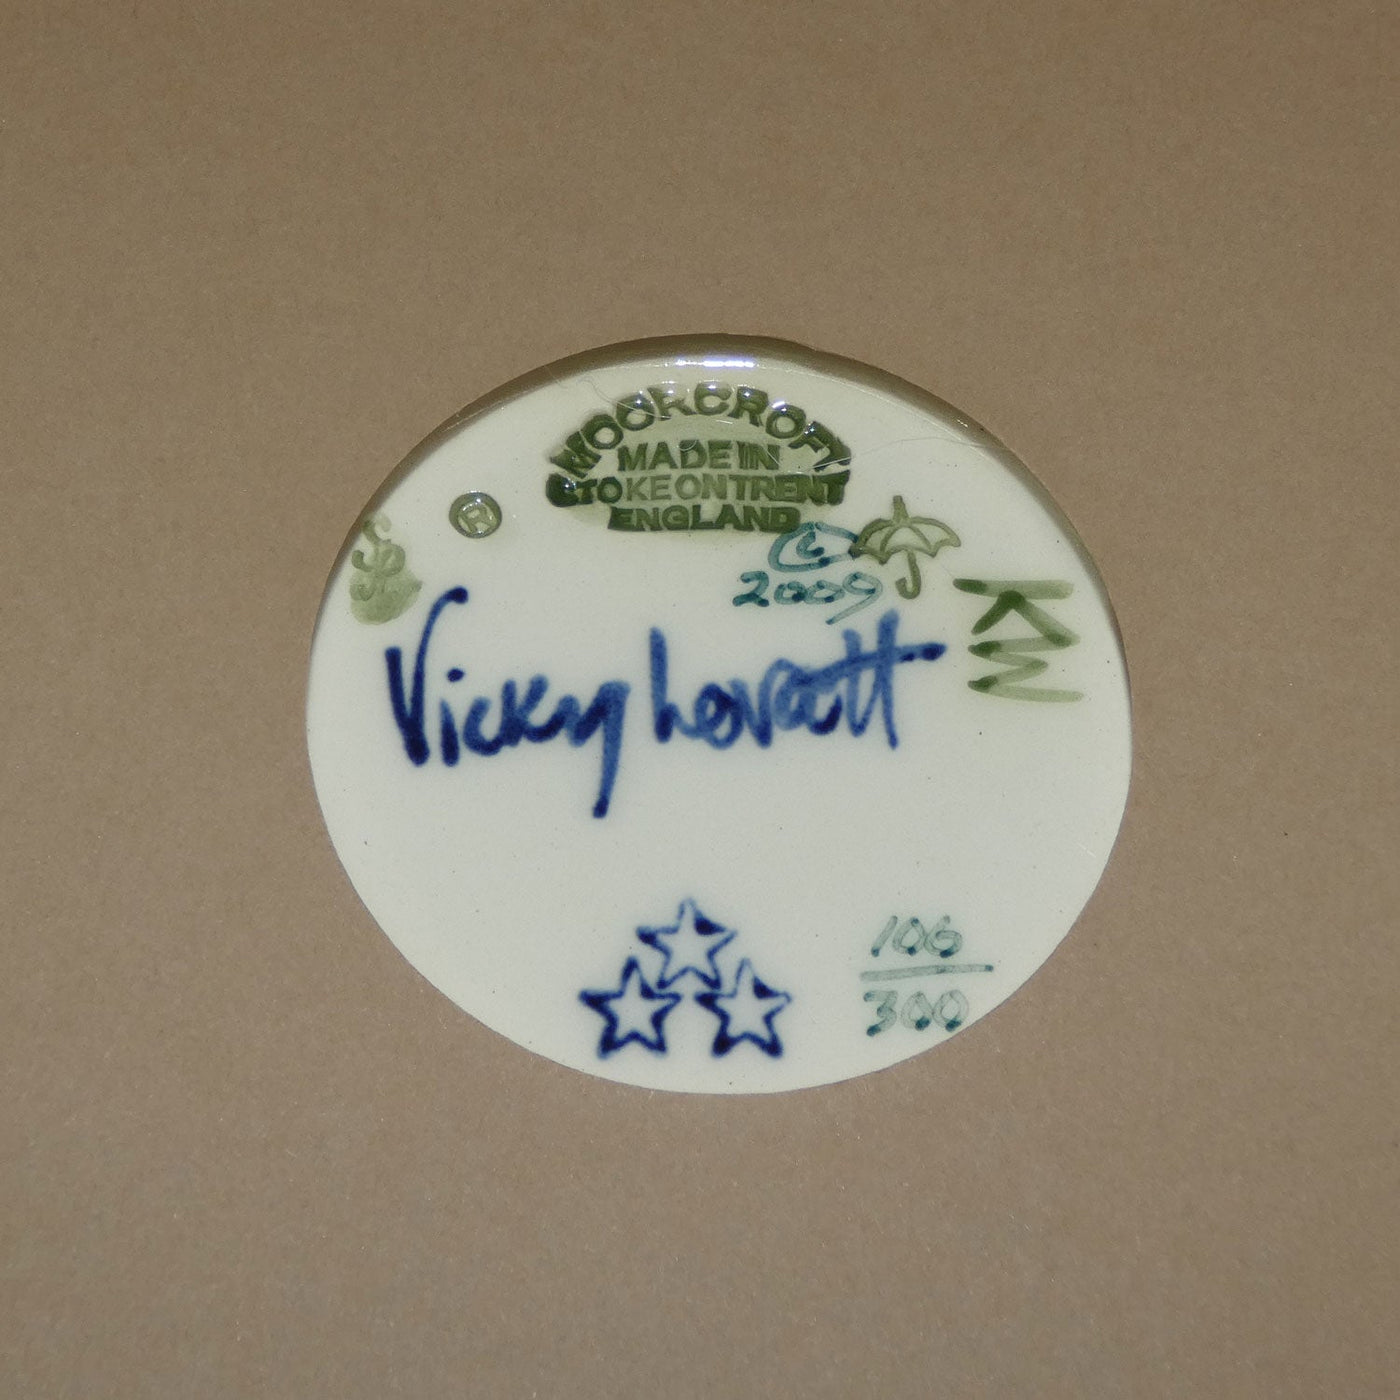 MOORCROFT
MADE IN
STOKE ON TRENT
ENGLAND
®
©
2009
KW
Vicky Lovatt
106
300